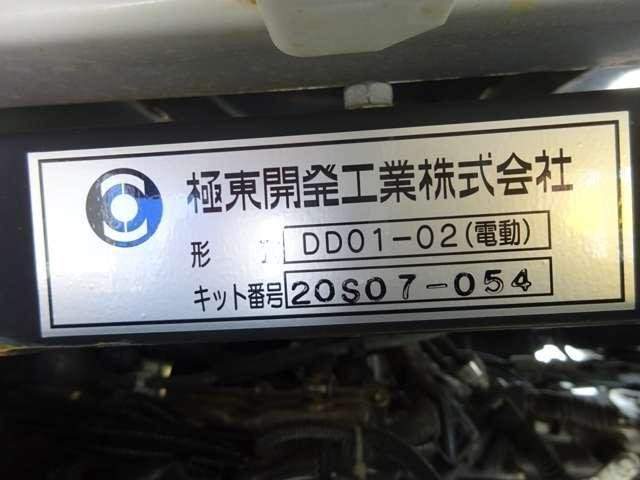 極東開発工業株式会社
形 DD01-02(電動)
キット番号 20S07-054